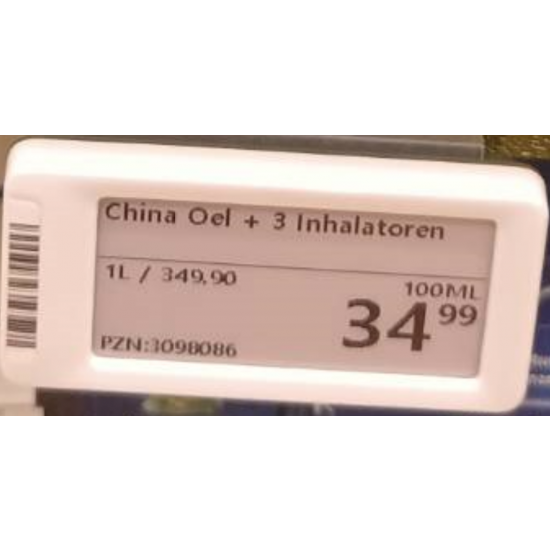 China Oel + 3 Inhalatoren
1L / 349,90
100ML
34 99
PZN:3098086